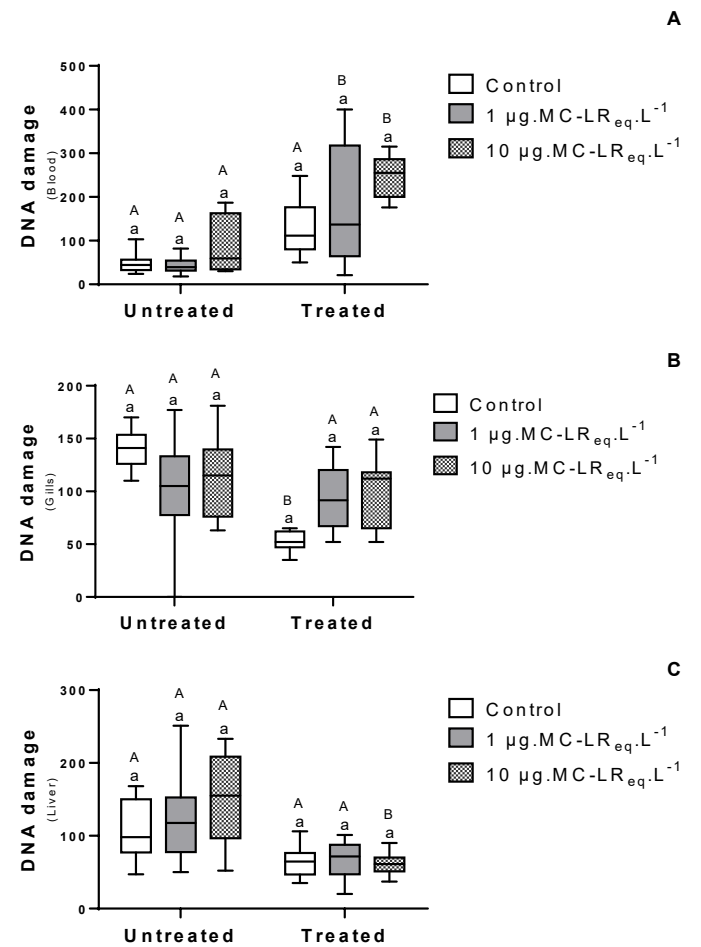 A
500
400
300
200
100
0
DNA damage
(Blood)
A
a
A
a
A
a
A
a
B
a
B
a
Untreated
Treated
Control
1 µg.MC-LReq.L-1
10 µg.MC-LReq.L-1
B
200
150
100
50
0
DNA damage
(Gills)
A
a
A
a
A
a
B
a
A
a
A
a
Untreated
Treated
Control
1 µg.MC-LReq.L-1
10 µg.MC-LReq.L-1
C
300
200
100
0
DNA damage
(Liver)
A
a
A
a
A
a
A
a
A
a
B
a
Untreated
Treated
Control
1 µg.MC-LReq.L-1
10 µg.MC-LReq.L-1